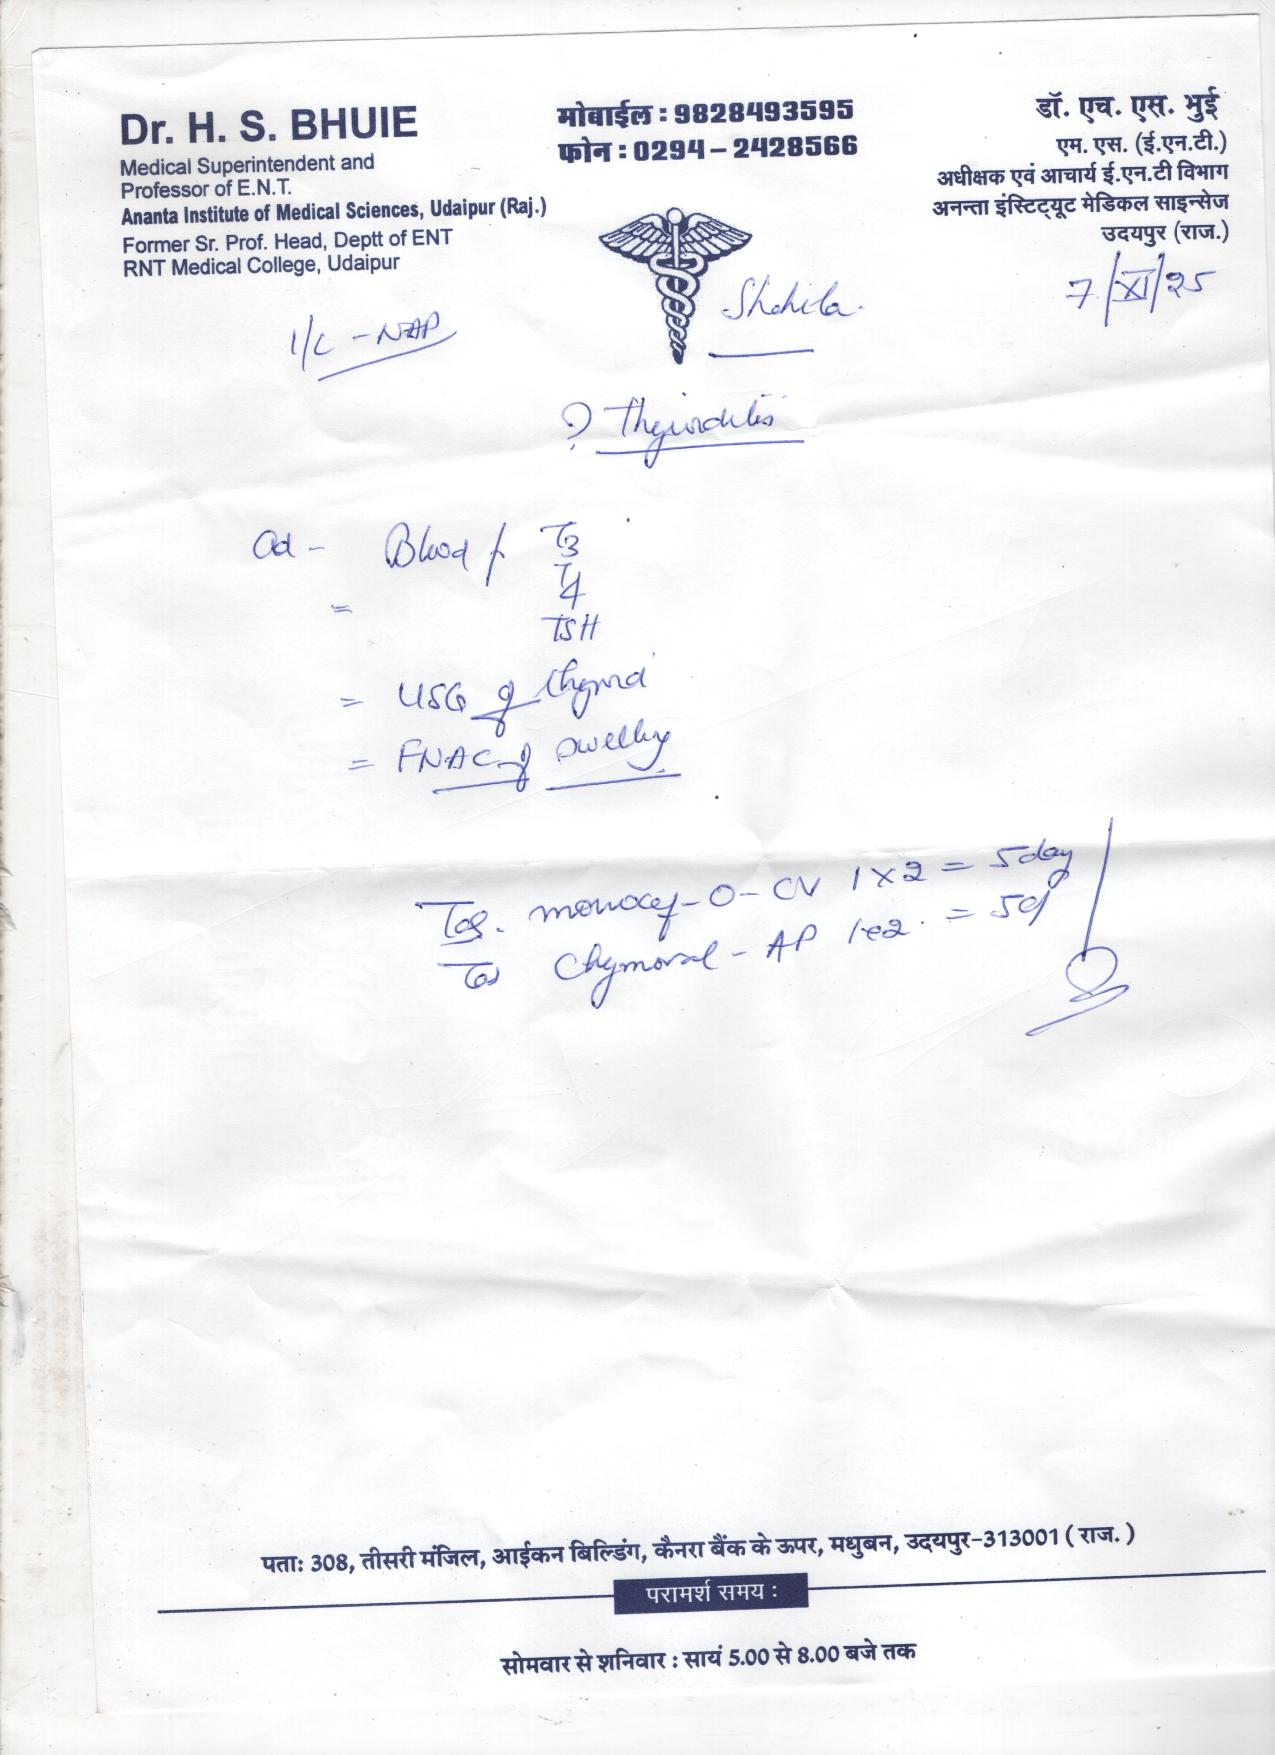 Dr. H. S. BHUIE
Medical Superintendent and
Professor of E.N.T.
Ananta Institute of Medical Sciences, Udaipur (Raj.)
Former Sr. Prof. Head, Deptt of ENT
RNT Medical College, Udaipur
मोबाईल : 9828493595
फोन : 0294 – 2428566
डॉ. एच. एस. भुई
एम. एस. (ई.एन.टी.)
अधीक्षक एवं आचार्य ई.एन.टी विभाग
अनन्ता इंस्टिट्यूट मेडिकल साइन्सेज
उदयपुर (राज.)
7/XI/25
I/L - NAP
Shahila
? Thyroiditis
Ad - Blood f T3
T4
TSH
= USG of thyroid
= FNAC of swelling
Tab. monocef - O - CV 1 x 2 = 5 day
Tab Chymoral - AP 1x2 = 5d
पता: 308, तीसरी मंजिल, आईकन बिल्डिंग, कैनरा बैंक के ऊपर, मधुबन, उदयपुर-313001 ( राज. )
परामर्श समय :
सोमवार से शनिवार : सायं 5.00 से 8.00 बजे तक